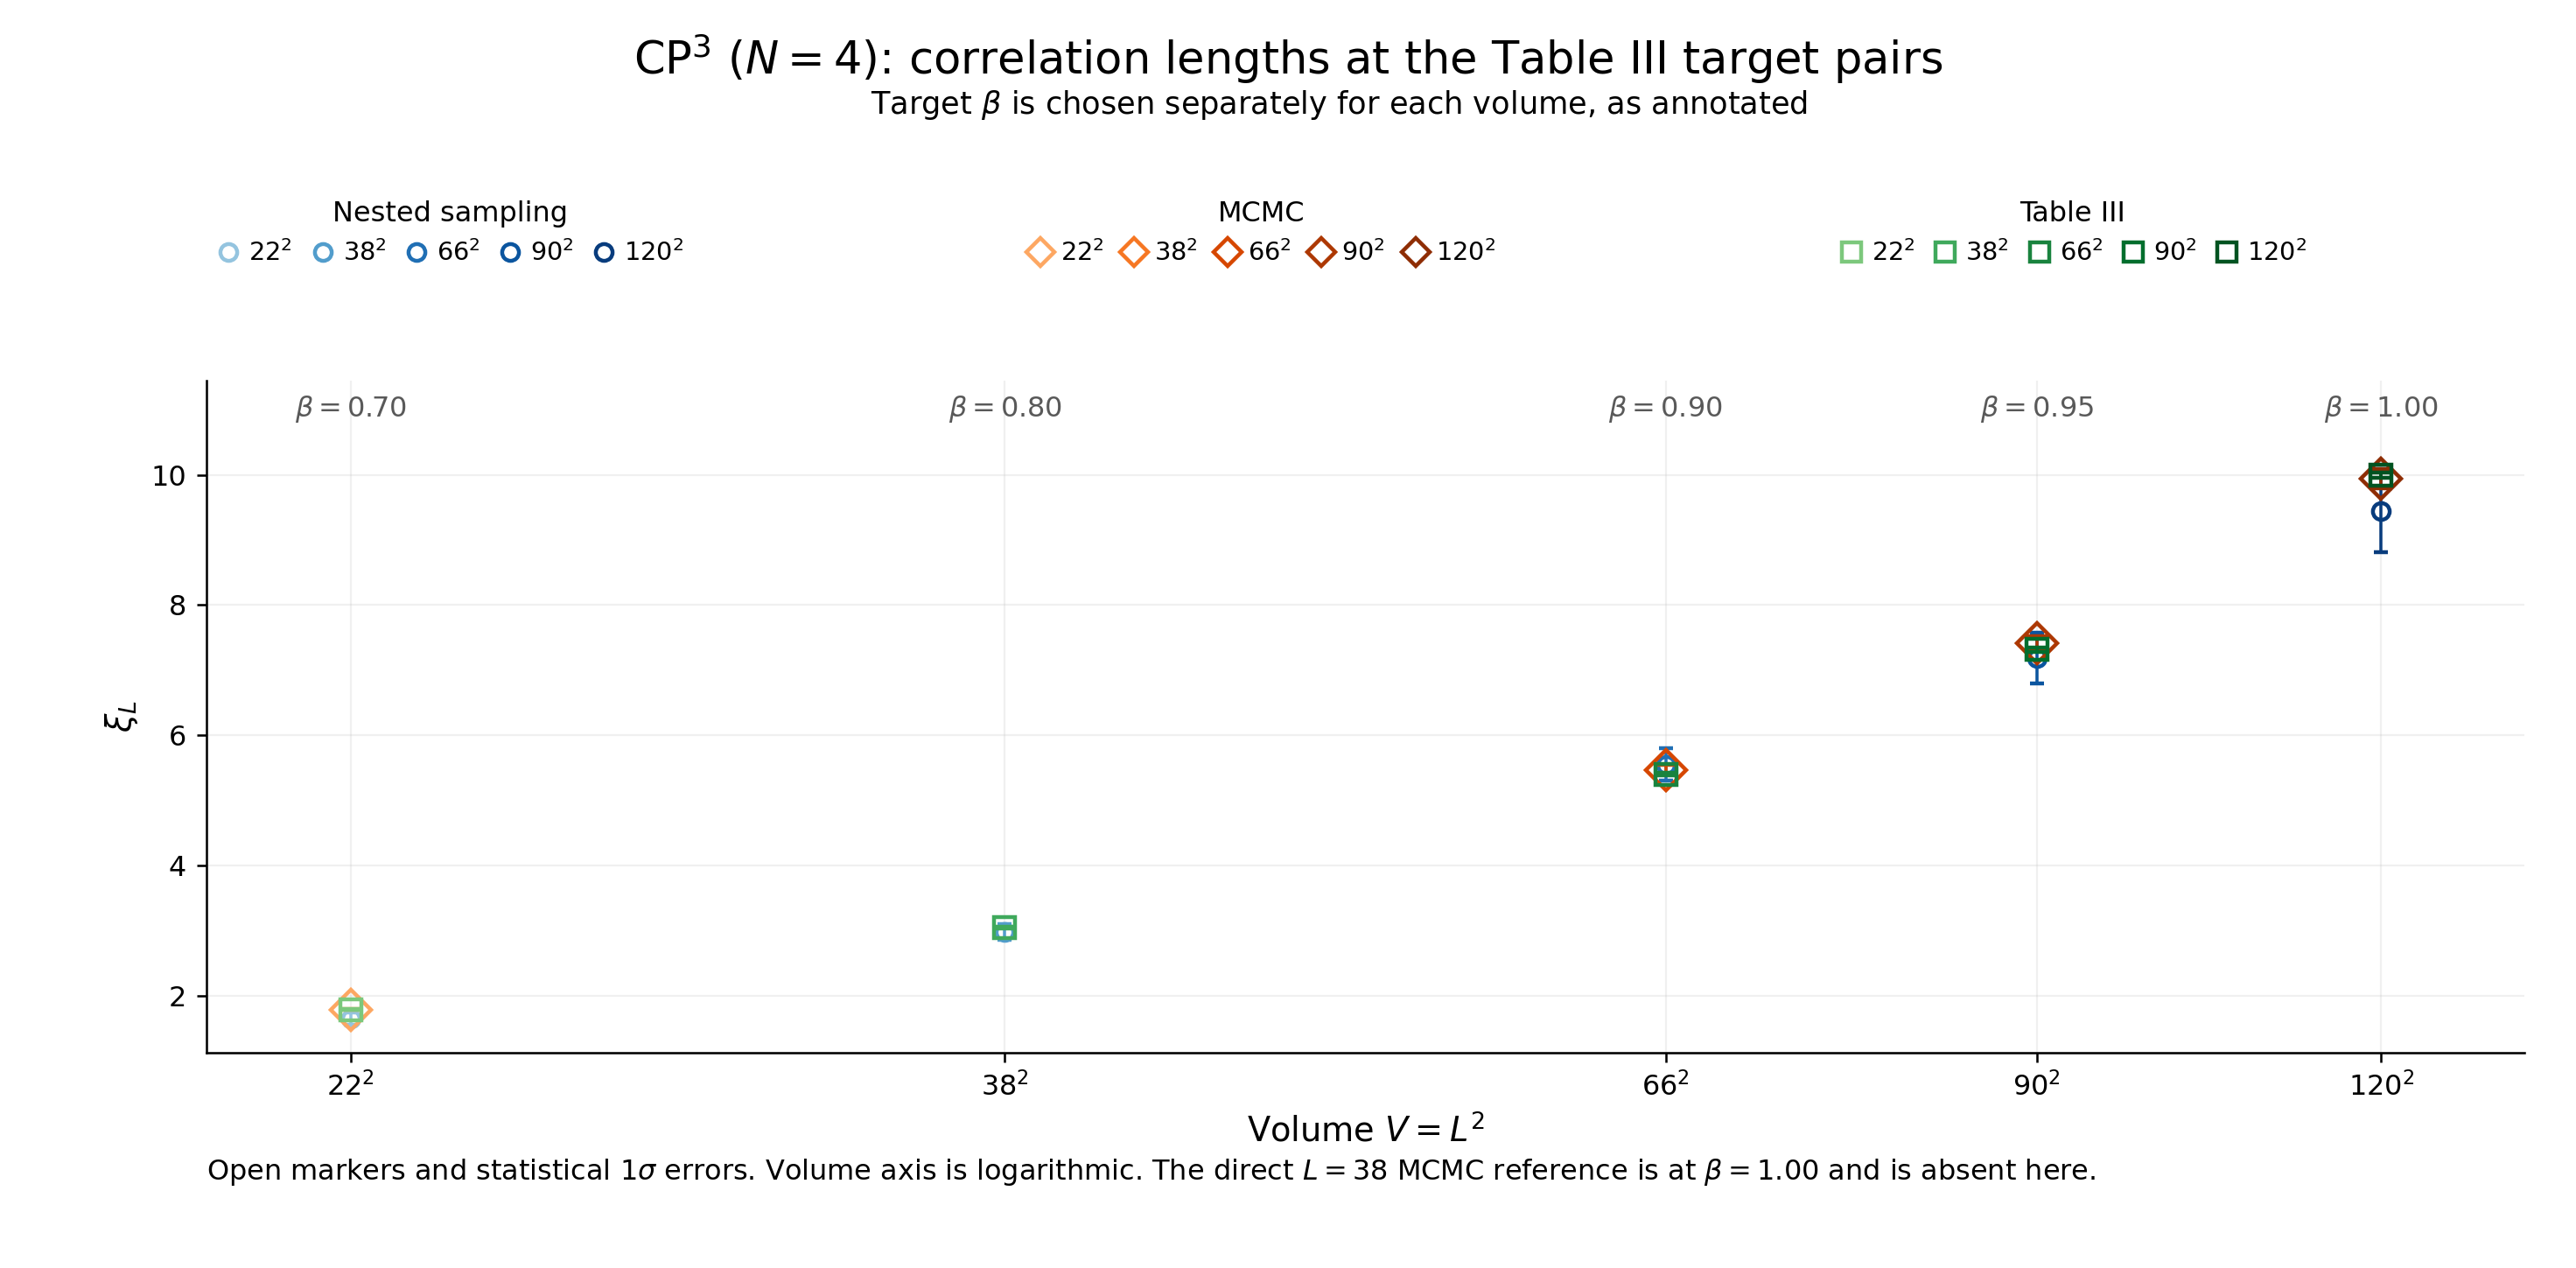 CP³ (N = 4): correlation lengths at the Table III target pairs
Target β is chosen separately for each volume, as annotated
Nested sampling
22² 38² 66² 90² 120²
MCMC
22² 38² 66² 90² 120²
Table III
22² 38² 66² 90² 120²
β = 0.70 β = 0.80 β = 0.90 β = 0.95 β = 1.00
10
8
6
4
2
ξ_L
22² 38² 66² 90² 120²
Volume V = L²
Open markers and statistical 1σ errors. Volume axis is logarithmic. The direct L = 38 MCMC reference is at β = 1.00 and is absent here.